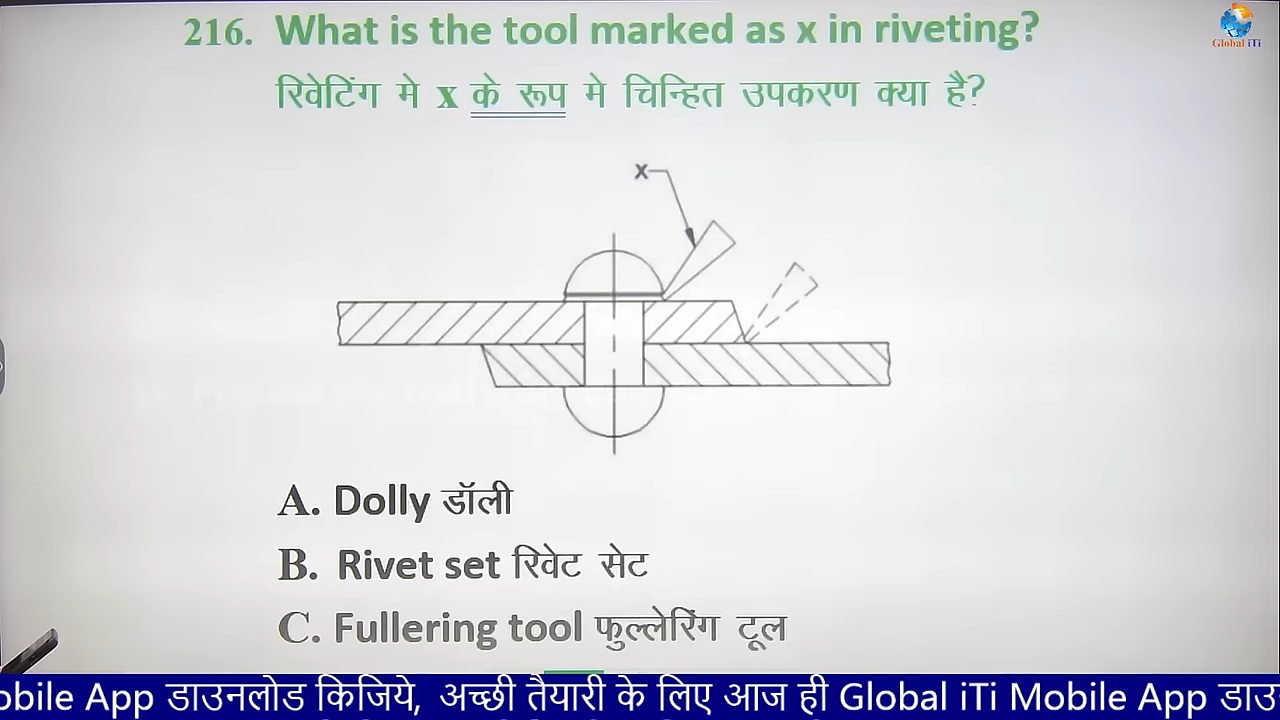 216. What is the tool marked as x in riveting?
Global iTi
रिवेटिंग मे x के रूप मे चिन्हित उपकरण क्या है?
x
A. Dolly डॉली
B. Rivet set रिवेट सेट
C. Fullering tool फुल्लेरिंग टूल
obile App डाउनलोड किजिये, अच्छी तैयारी के लिए आज ही Global iTi Mobile App डाउ